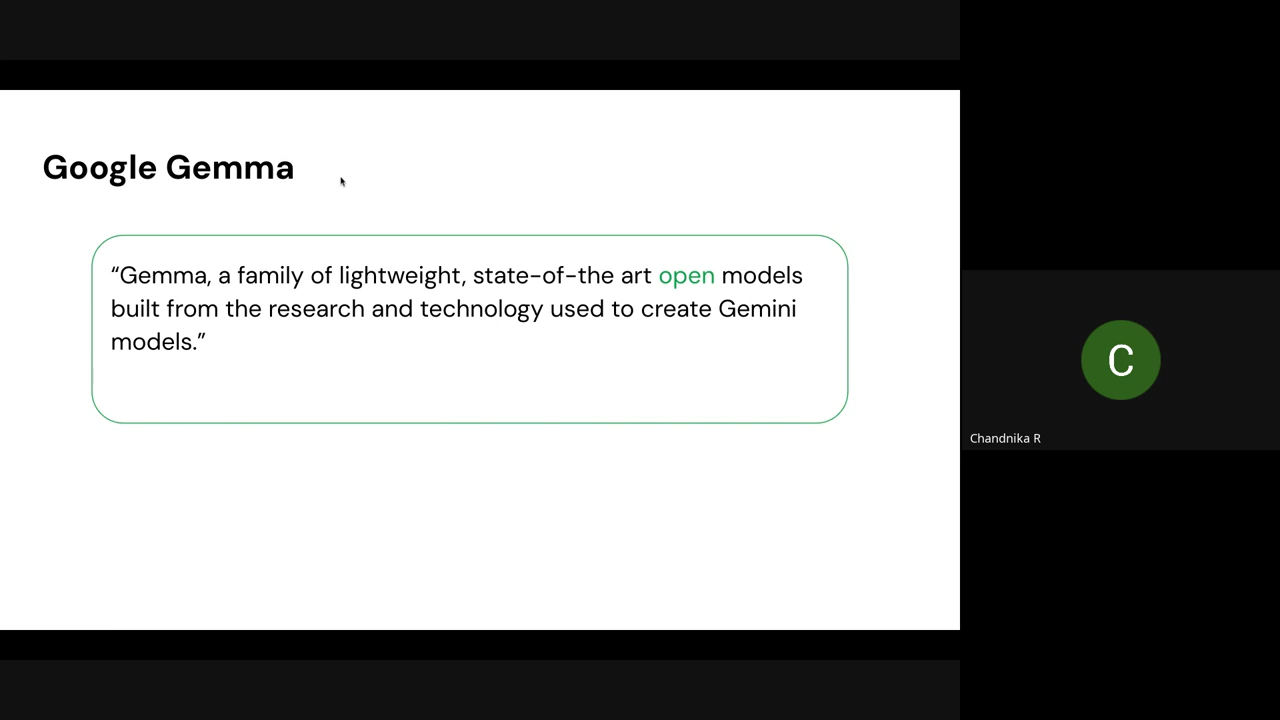 Google Gemma
“Gemma, a family of lightweight, state-of-the art open models
built from the research and technology used to create Gemini
models.”
C
Chandnika R